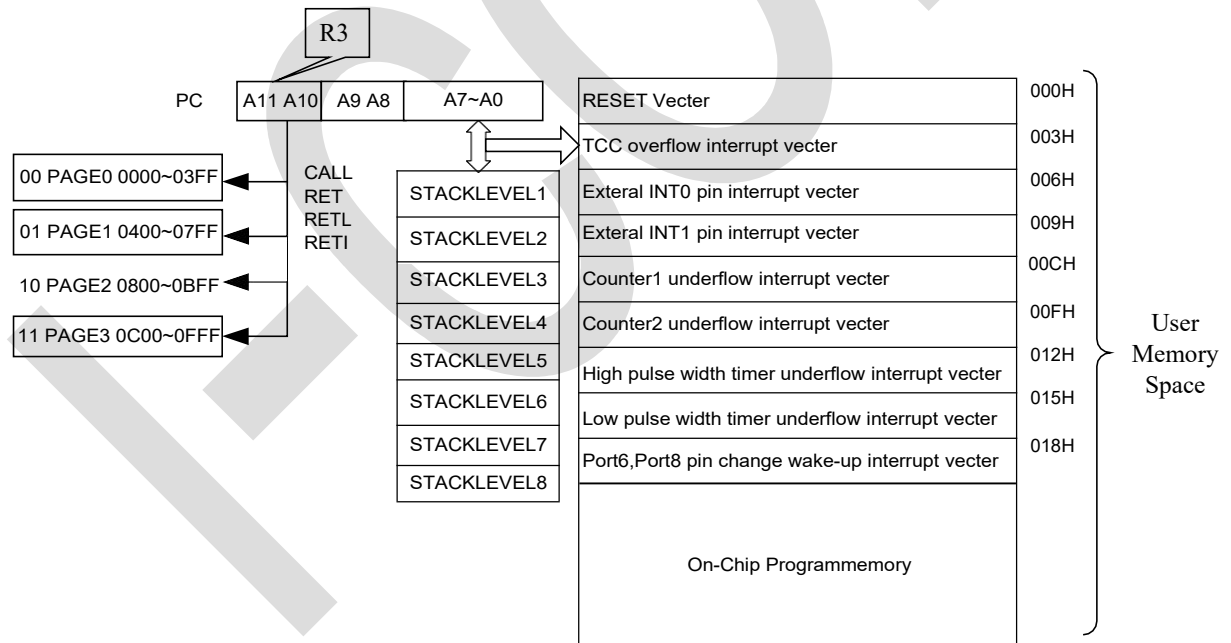 R3
PC
A11 A10
A9 A8
A7~A0
00 PAGE0 0000~03FF
01 PAGE1 0400~07FF
10 PAGE2 0800~0BFF
11 PAGE3 0C00~0FFF
CALL
RET
RETL
RETI
STACKLEVEL1
STACKLEVEL2
STACKLEVEL3
STACKLEVEL4
STACKLEVEL5
STACKLEVEL6
STACKLEVEL7
STACKLEVEL8
RESET Vecter
000H
TCC overflow interrupt vecter
003H
Exteral INT0 pin interrupt vecter
006H
Exteral INT1 pin interrupt vecter
009H
Counter1 underflow interrupt vecter
00CH
Counter2 underflow interrupt vecter
00FH
High pulse width timer underflow interrupt vecter
012H
Low pulse width timer underflow interrupt vecter
015H
Port6,Port8 pin change wake-up interrupt vecter
018H
On-Chip Programmemory
User
Memory
Space